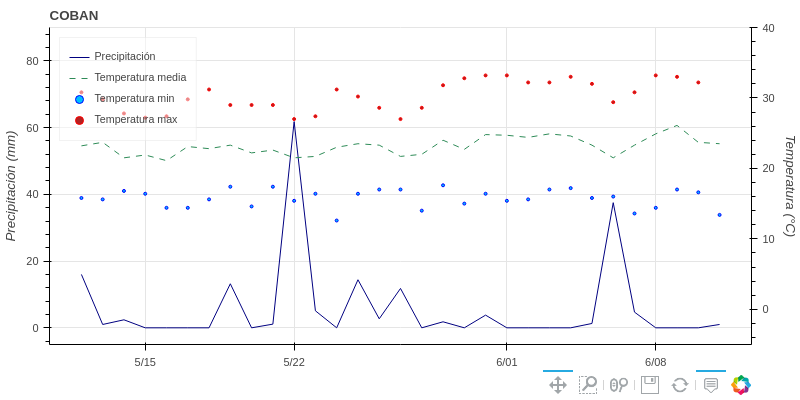 COBAN
Precipitación
Temperatura media
Temperatura min
Temperatura max
Precipitación (mm)
80
60
40
20
0
40
30
20
10
0
Temperatura (°C)
5/15
5/22
6/01
6/08